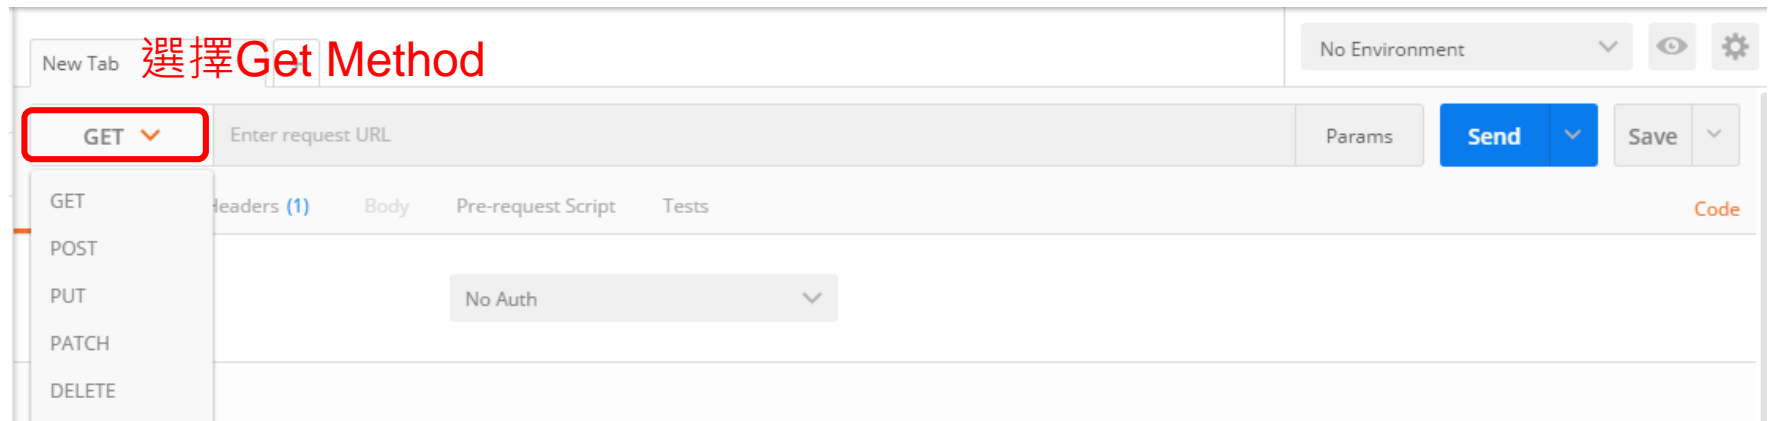 New Tab 選擇Get Method No Environment
GET Enter request URL Params Send Save
GET Headers (1) Body Pre-request Script Tests Code
POST
PUT No Auth
PATCH
DELETE